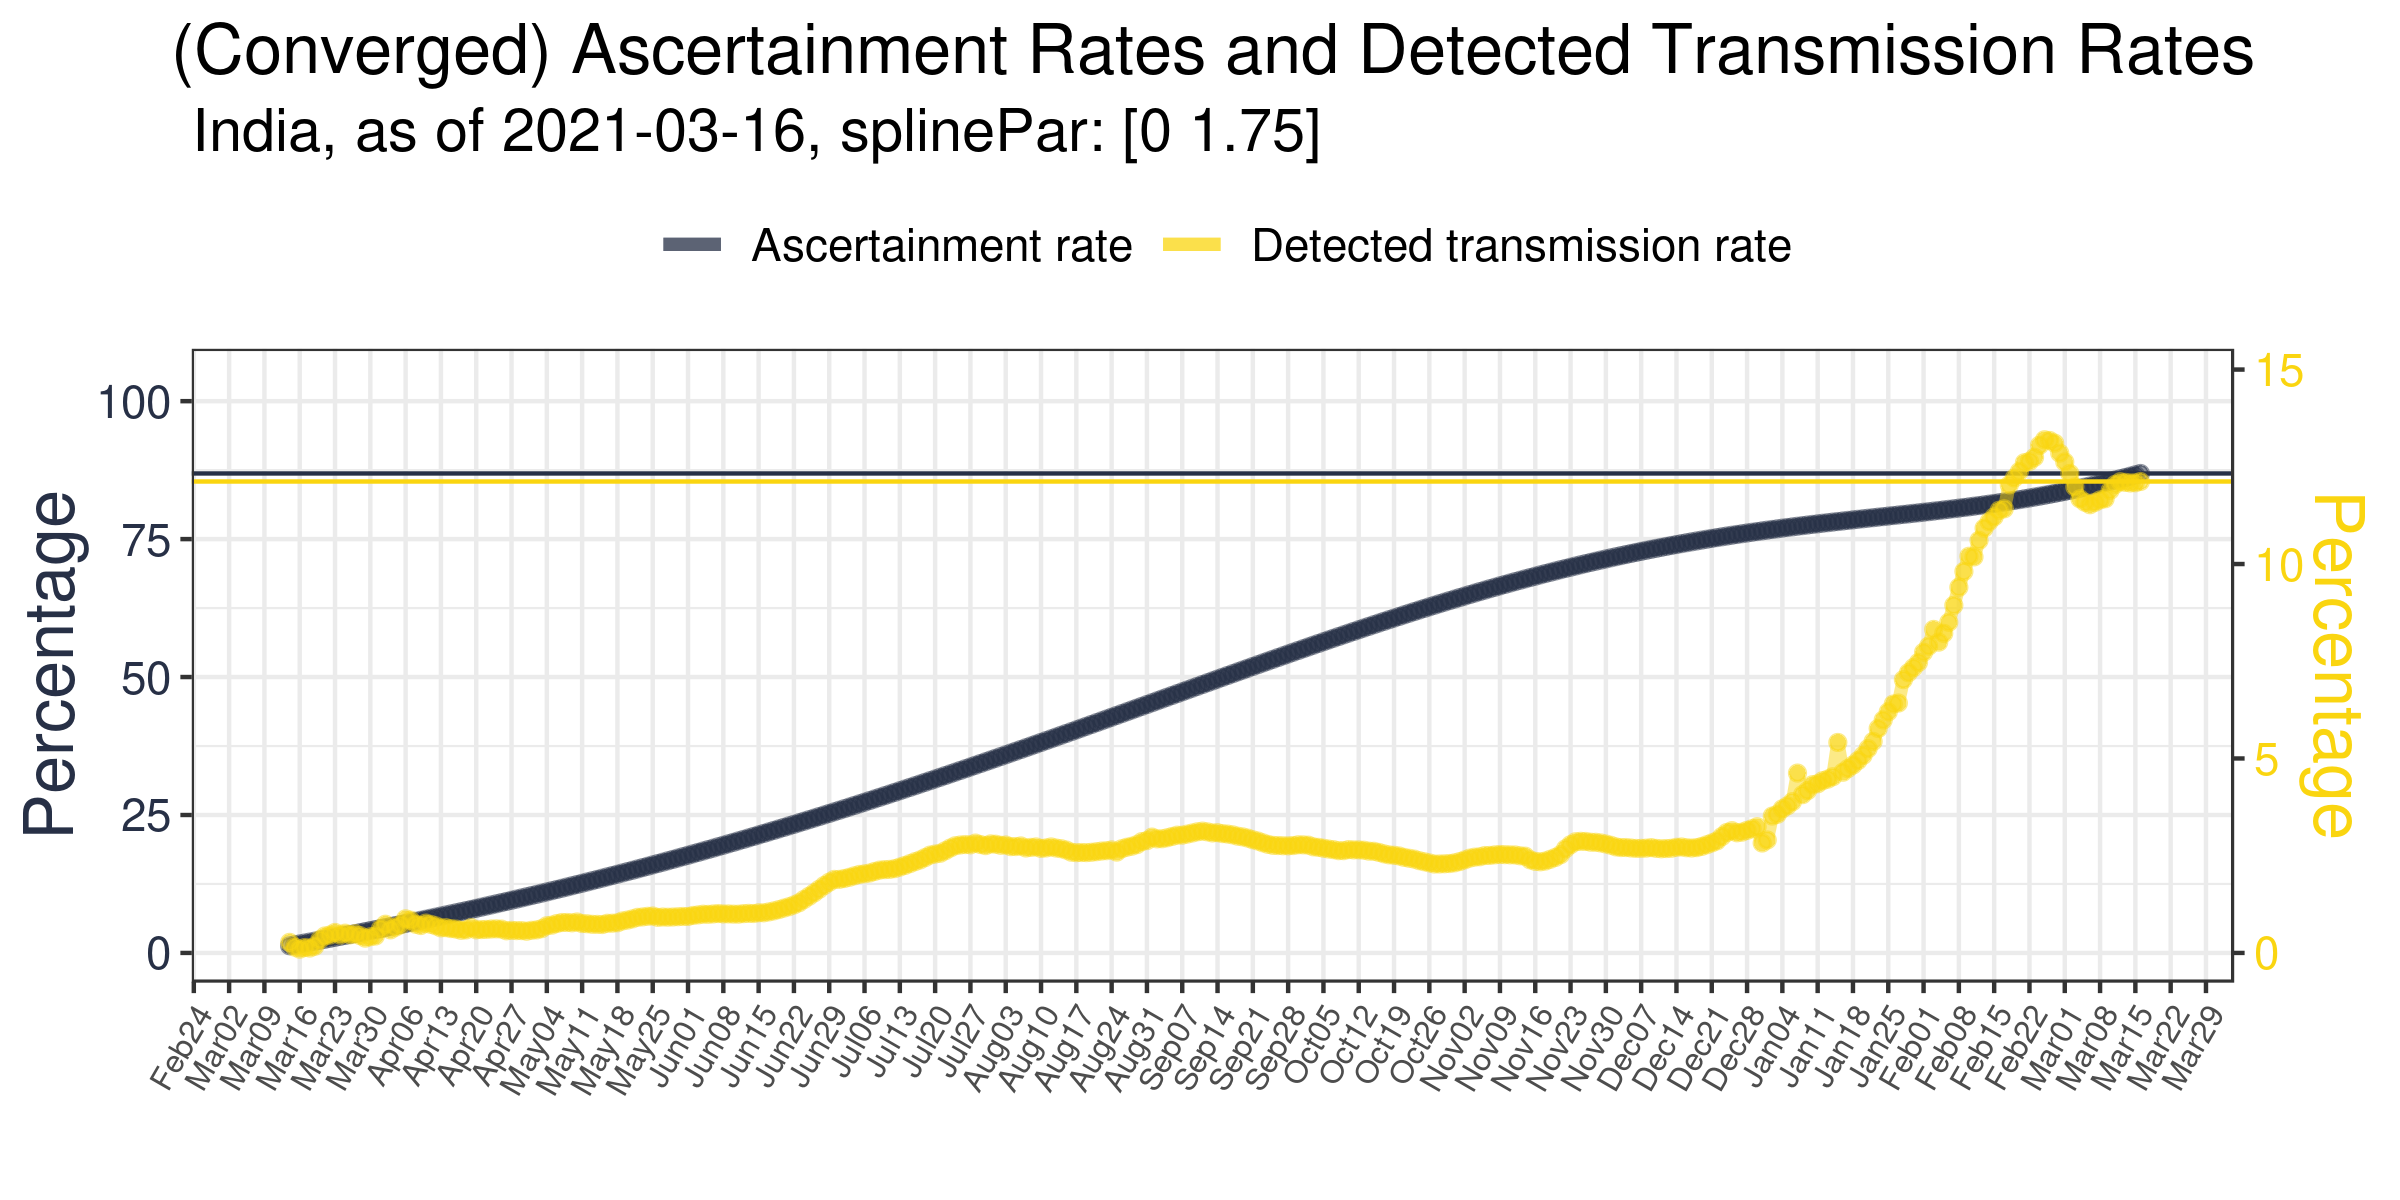 (Converged) Ascertainment Rates and Detected Transmission Rates
India, as of 2021-03-16, splinePar: [0 1.75]
Ascertainment rate
Detected transmission rate
Percentage
100
75
50
25
0
15
10
5
0
Percentage
Feb24
Mar02
Mar09
Mar16
Mar23
Mar30
Apr06
Apr13
Apr20
Apr27
May04
May11
May18
May25
Jun01
Jun08
Jun15
Jun22
Jun29
Jul06
Jul13
Jul20
Jul27
Aug03
Aug10
Aug17
Aug24
Aug31
Sep07
Sep14
Sep21
Sep28
Oct05
Oct12
Oct19
Oct26
Nov02
Nov09
Nov16
Nov23
Nov30
Dec07
Dec14
Dec21
Dec28
Jan04
Jan11
Jan18
Jan25
Feb01
Feb08
Feb15
Feb22
Mar01
Mar08
Mar15
Mar22
Mar29